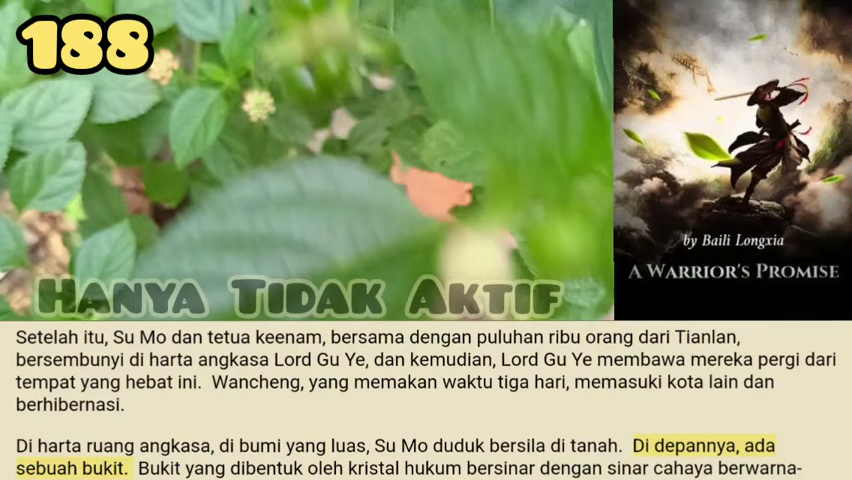 188
by Baili Longxia
A WARRIOR'S PROMISE
HANYA TIDAK AKTIF
Setelah itu, Su Mo dan tetua keenam, bersama dengan puluhan ribu orang dari Tianlan,
bersembunyi di harta angkasa Lord Gu Ye, dan kemudian, Lord Gu Ye membawa mereka pergi dari
tempat yang hebat ini. Wancheng, yang memakan waktu tiga hari, memasuki kota lain dan
berhibernasi.
Di harta ruang angkasa, di bumi yang luas, Su Mo duduk bersila di tanah. Di depannya, ada
sebuah bukit. Bukit yang dibentuk oleh kristal hukum bersinar dengan sinar cahaya berwarna-